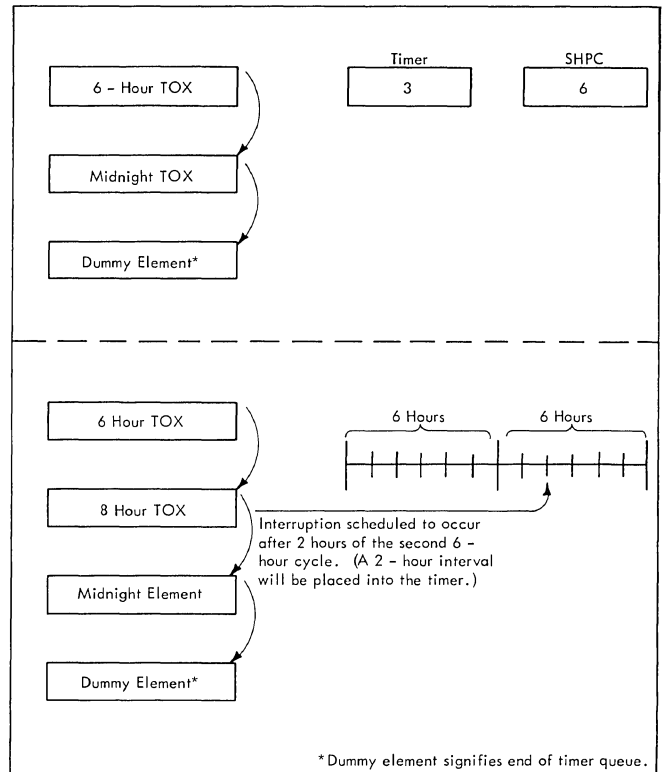 Timer SHPC
6 - Hour TOX 3 6
Midnight TOX
Dummy Element*
6 Hour TOX
6 Hours 6 Hours
8 Hour TOX
Interruption scheduled to occur
after 2 hours of the second 6 -
hour cycle. (A 2 - hour interval
will be placed into the timer.)
Midnight Element
Dummy Element*
*Dummy element signifies end of timer queue.